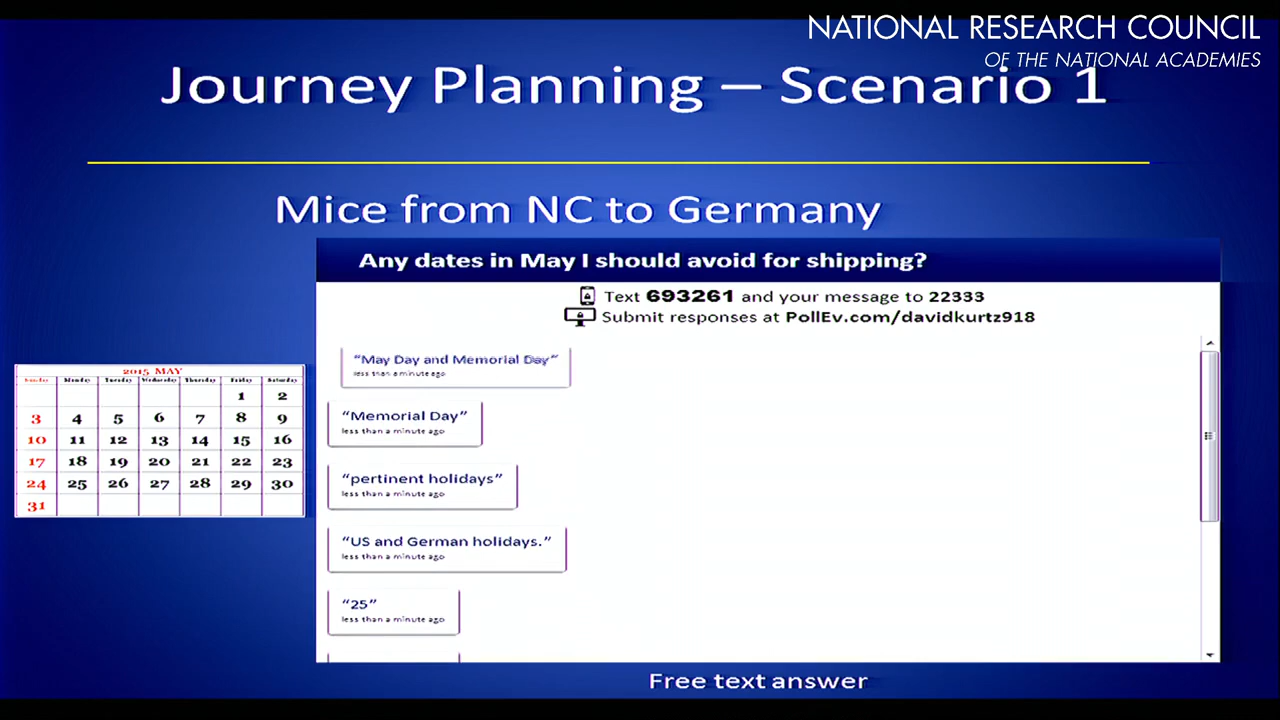 NATIONAL RESEARCH COUNCIL
OF THE NATIONAL ACADEMIES
Journey Planning – Scenario 1
Mice from NC to Germany
Any dates in May I should avoid for shipping?
Text 693261 and your message to 22333
Submit responses at PollEv.com/davidkurtz918
"May Day and Memorial Day"
less than a minute ago
"Memorial Day"
less than a minute ago
"pertinent holidays"
less than a minute ago
"US and German holidays."
less than a minute ago
"25"
less than a minute ago
2015 MAY
Sunday Monday Tuesday Wednesday Thursday Friday Saturday
1 2
3 4 5 6 7 8 9
10 11 12 13 14 15 16
17 18 19 20 21 22 23
24 25 26 27 28 29 30
31
Free text answer